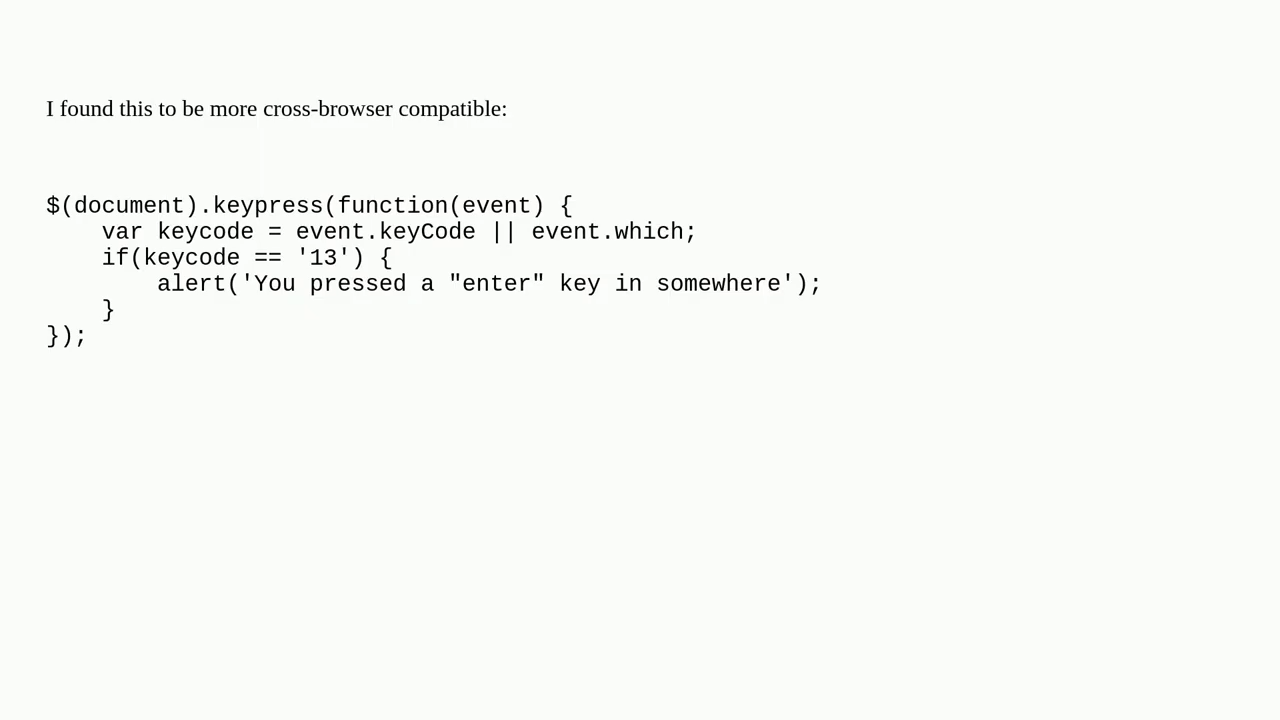 I found this to be more cross-browser compatible:
$(document).keypress(function(event) {
    var keycode = event.keyCode || event.which;
    if(keycode == '13') {
        alert('You pressed a "enter" key in somewhere');
    }
});